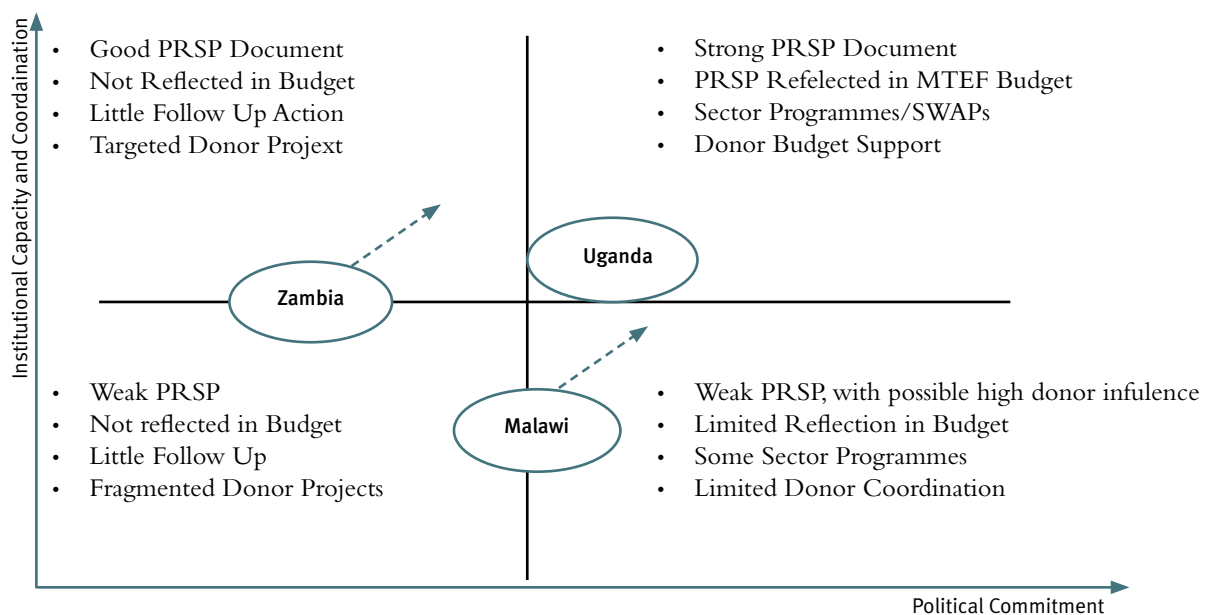 Institutional Capacity and Coordaination
• Good PRSP Document
• Not Reflected in Budget
• Little Follow Up Action
• Targeted Donor Projext
• Strong PRSP Document
• PRSP Refelected in MTEF Budget
• Sector Programmes/SWAPs
• Donor Budget Support
Uganda
Zambia
Malawi
• Weak PRSP
• Not reflected in Budget
• Little Follow Up
• Fragmented Donor Projects
• Weak PRSP, with possible high donor infulence
• Limited Reflection in Budget
• Some Sector Programmes
• Limited Donor Coordination
Political Commitment